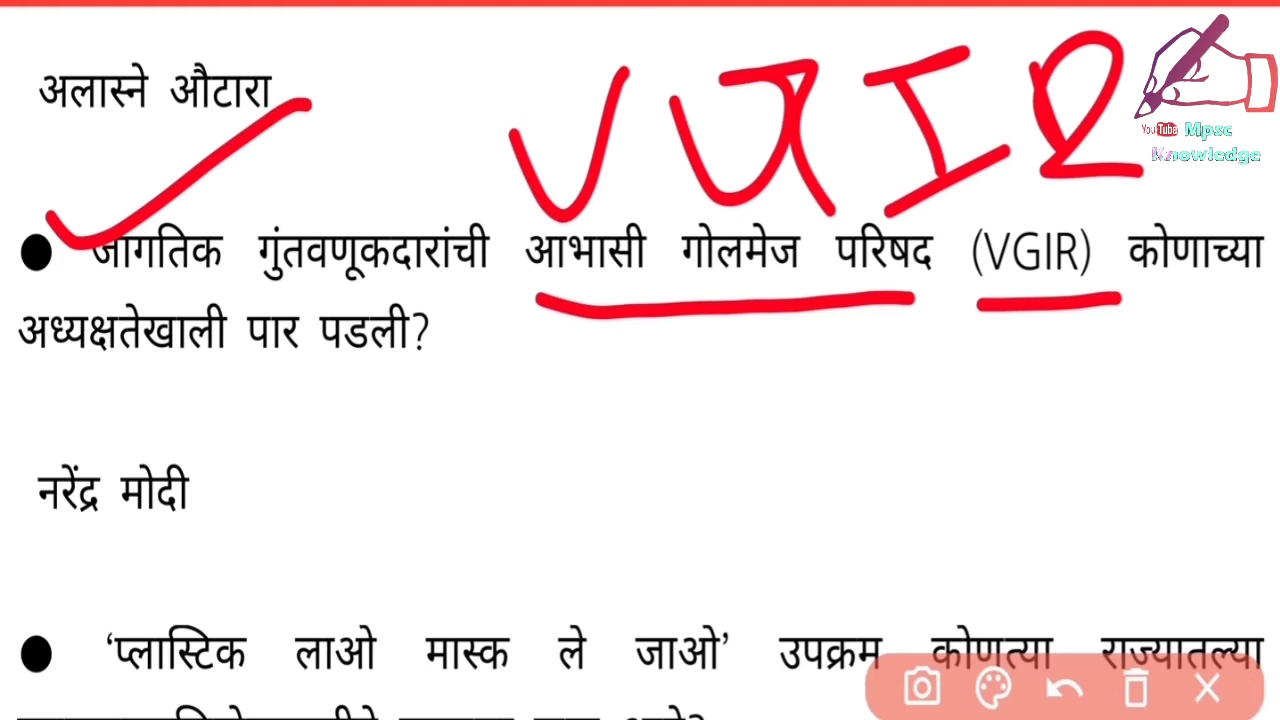 अलास्ने औटारा
VGIR
YouTube Mpsc
Knowledge
● जागतिक गुंतवणूकदारांची आभासी गोलमेज परिषद (VGIR) कोणाच्या
अध्यक्षतेखाली पार पडली?
नरेंद्र मोदी
● ‘प्लास्टिक लाओ मास्क ले जाओ’ उपक्रम कोणत्या राज्यातल्या